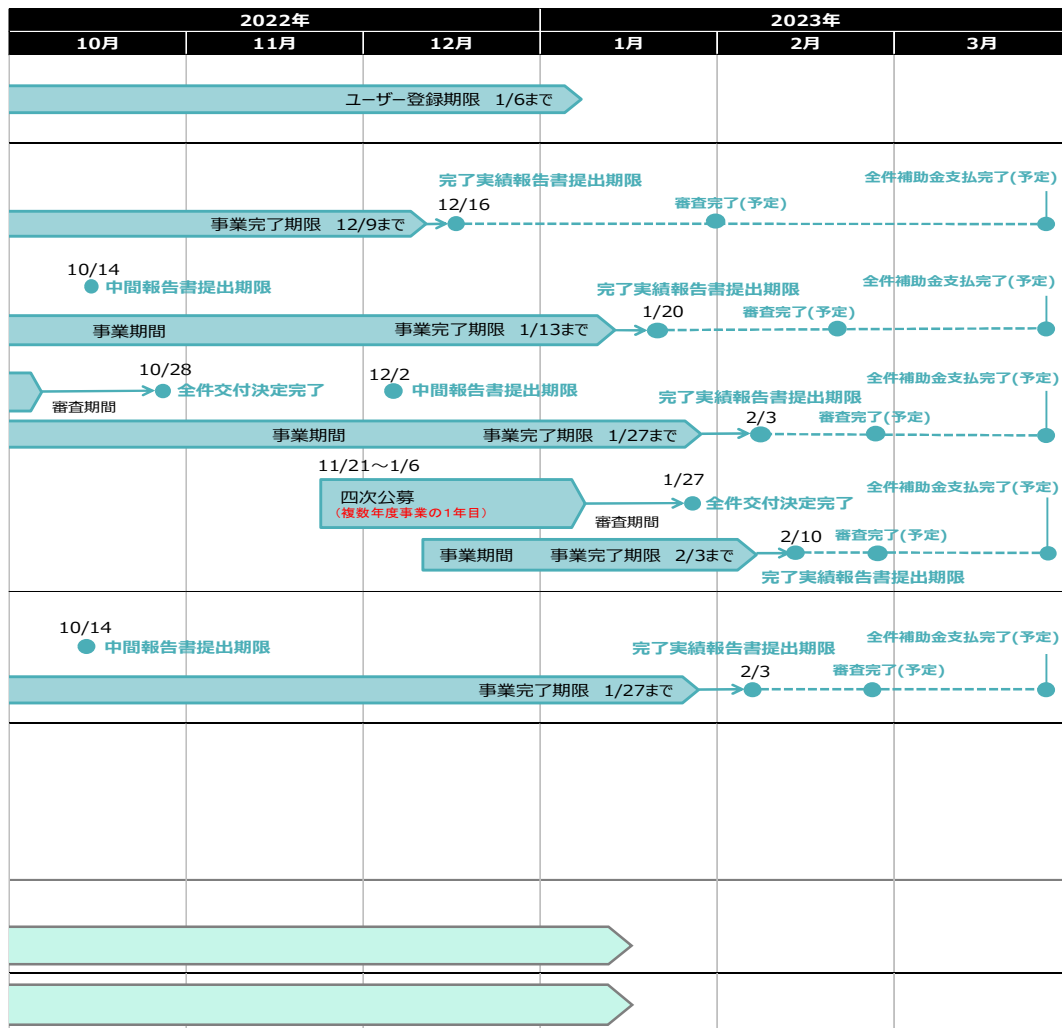 2022年
2023年
10月
11月
12月
1月
2月
3月
ユーザー登録期限 1/6まで
完了実績報告書提出期限
全件補助金支払完了(予定)
12/16
審査完了(予定)
事業完了期限 12/9まで
10/14
中間報告書提出期限
完了実績報告書提出期限
全件補助金支払完了(予定)
1/20
審査完了(予定)
事業期間
事業完了期限 1/13まで
10/28
全件交付決定完了
審査期間
12/2
中間報告書提出期限
完了実績報告書提出期限
全件補助金支払完了(予定)
2/3
審査完了(予定)
事業期間
事業完了期限 1/27まで
11/21～1/6
四次公募
(複数年度事業の1年目)
審査期間
1/27
全件交付決定完了
全件補助金支払完了(予定)
事業期間
事業完了期限 2/3まで
2/10
審査完了(予定)
完了実績報告書提出期限
10/14
中間報告書提出期限
完了実績報告書提出期限
全件補助金支払完了(予定)
2/3
審査完了(予定)
事業完了期限 1/27まで